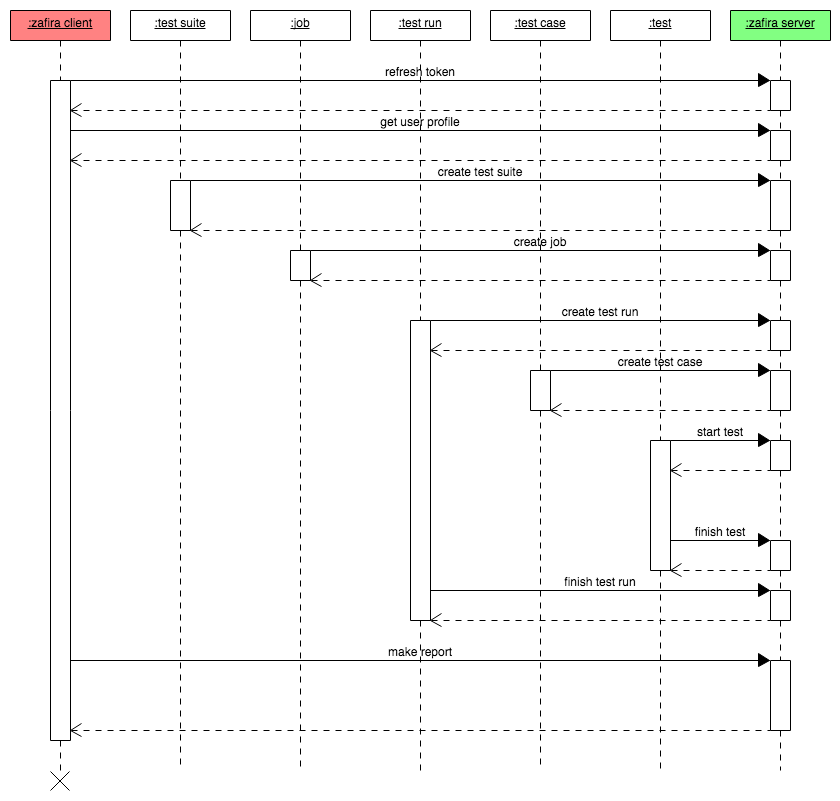 :zafira client
:test suite
:job
:test run
:test case
:test
:zafira server
refresh token
get user profile
create test suite
create job
create test run
create test case
start test
finish test
finish test run
make report